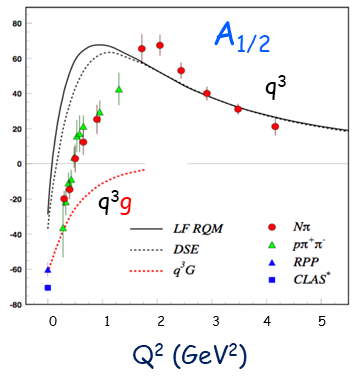 80
60
40
20
0
-20
-40
-60
-80
A1/2
q³
q³g
LF RQM
DSE
q³G
Nπ
pπ⁺π⁻
RPP
CLAS*
0 1 2 3 4 5
Q² (GeV²)